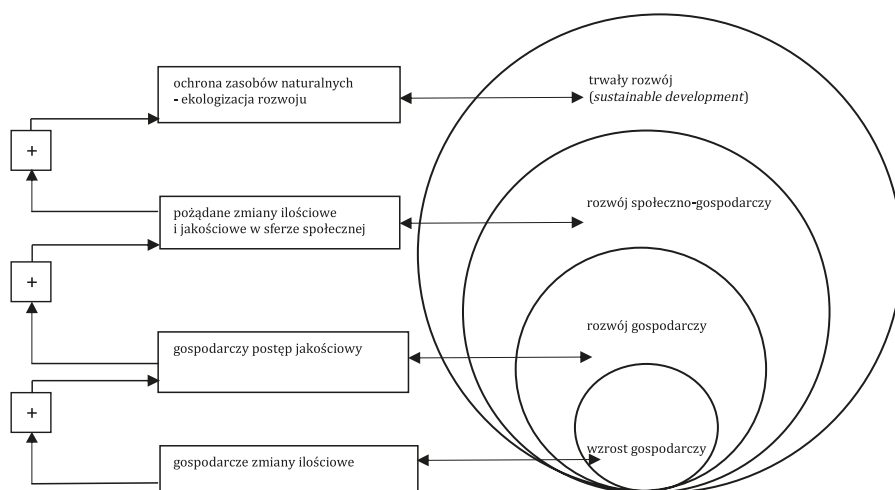 ochrona zasobów naturalnych
- ekologizacja rozwoju
trwały rozwój
(sustainable development)
+
pożądane zmiany ilościowe
i jakościowe w sferze społecznej
rozwój społeczno-gospodarczy
+
gospodarczy postęp jakościowy
rozwój gospodarczy
+
gospodarcze zmiany ilościowe
wzrost gospodarczy